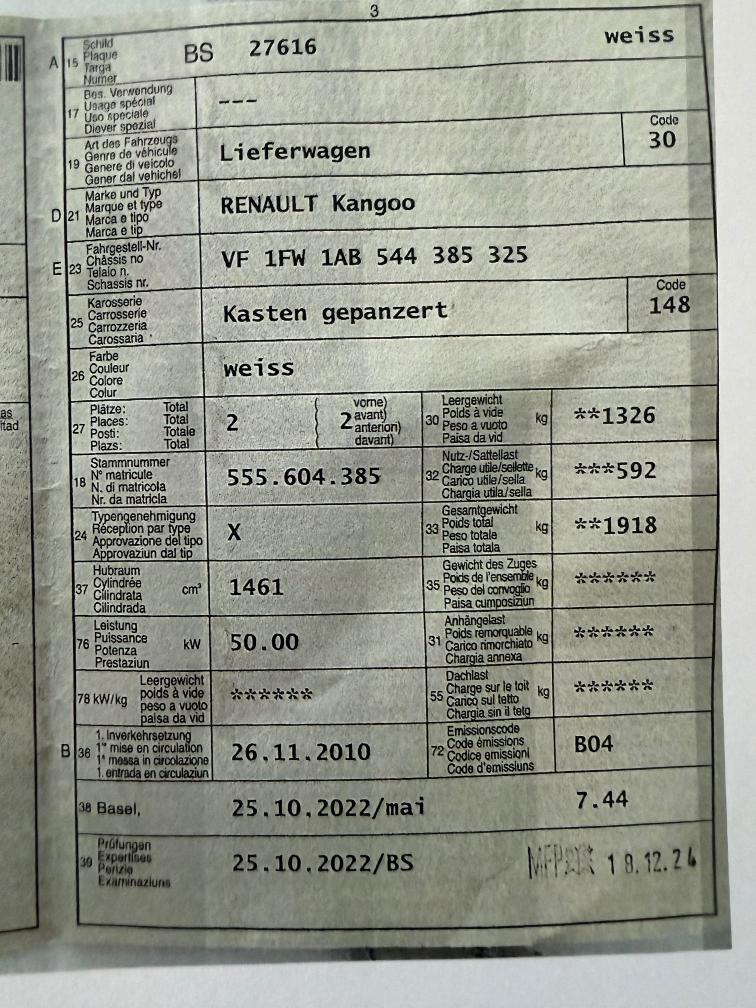 3
A 15 Schild Plaque Targa Numer BS 27616 weiss
17 Bes. Verwendung Usage spécial Uso speciale Diever spezial ---
19 Art des Fahrzeugs Genre de véhicule Genere di veicolo Gener dal vehichel Lieferwagen Code 30
D 21 Marke und Typ Marque et type Marca e tipo Marca e tip RENAULT Kangoo
E 23 Fahrgestell-Nr. Châssis no Telaio n. Schassis nr. VF 1FW 1AB 544 385 325
25 Karosserie Carrosserie Carrozzeria Carossaria Kasten gepanzert Code 148
26 Farbe Couleur Colore Colur weiss
27 Plätze: Total Places: Total Posti: Totale Plazs: Total 2 ( 2 vorne) avant) anteriori) davant) 30 Leergewicht Poids à vide Peso a vuoto Paisa da vid kg **1326
18 Stammnummer N° matricule N. di matricola Nr. da matricla 555.604.385 32 Nutz-/Sattellast Charge utile/sellette Carico utile/sella Chargia utila/sella kg ***592
24 Typengenehmigung Réception par type Approvazione del tipo Approvaziun dal tip X 33 Gesamtgewicht Poids total Peso totale Paisa totala kg **1918
37 Hubraum Cylindrée Cilindrata Cilindrada cm³ 1461 35 Gewicht des Zuges Poids de l'ensemble Peso del convoglio Paisa cumposiziun kg ******
76 Leistung Puissance Potenza Prestaziun kW 50.00 31 Anhängelast Poids remorquable Carico rimorchiato Chargia annexa kg ******
78 kW/kg Leergewicht poids à vide peso a vuoto paisa da vid ****** 55 Dachlast Charge sur le toit Carico sul tetto Chargia sin il tetg kg ******
B 36 1. Inverkehrsetzung 1re mise en circulation 1a messa in circolazione 1. entrada en circulaziun 26.11.2010 72 Emissionscode Code émissions Codice emissioni Code d'emissiuns B04
38 Basel, 25.10.2022/mai 7.44
39 Prüfungen Expertises Perizie Examinaziuns 25.10.2022/BS 18.12.24